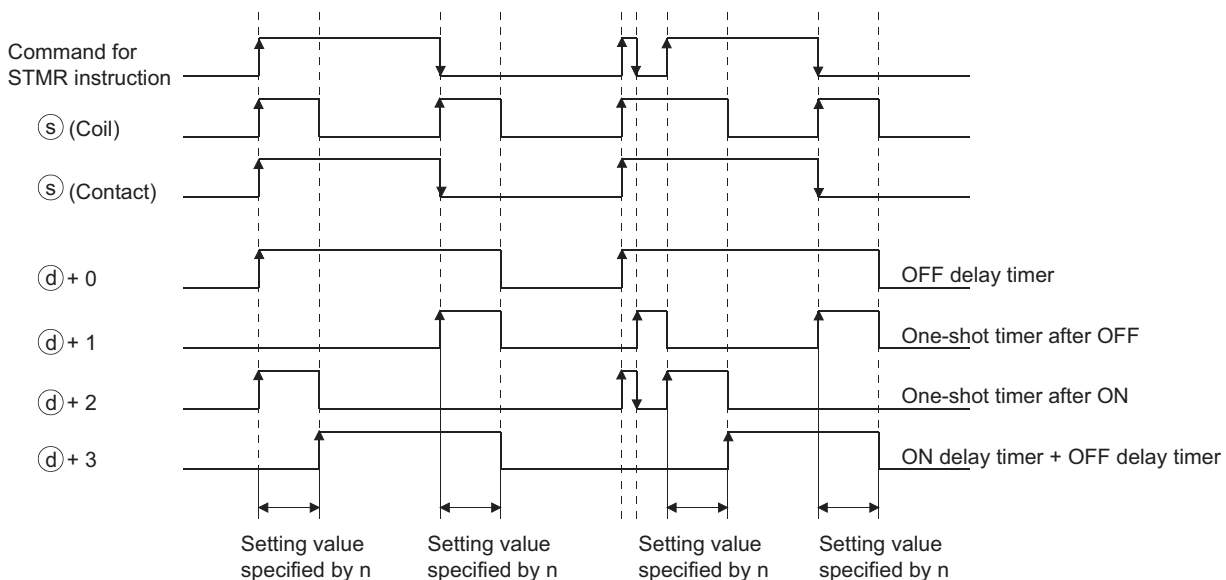 Command for
STMR instruction
ⓢ (Coil)
ⓢ (Contact)
ⓓ + 0
OFF delay timer
ⓓ + 1
One-shot timer after OFF
ⓓ + 2
One-shot timer after ON
ⓓ + 3
ON delay timer + OFF delay timer
Setting value
specified by n
Setting value
specified by n
Setting value
specified by n
Setting value
specified by n